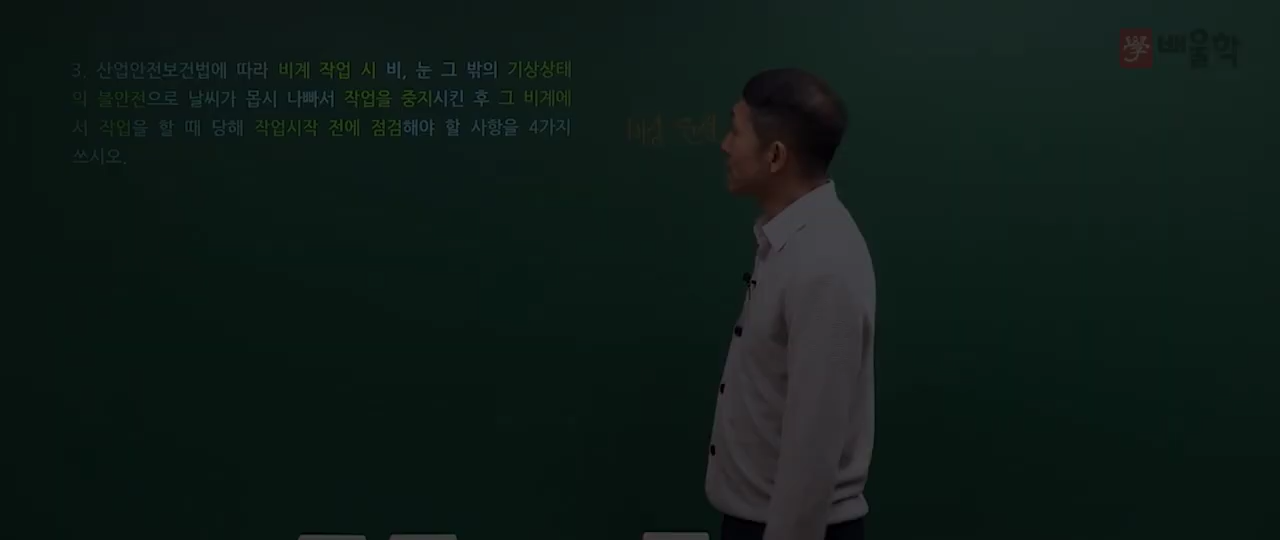 3. 산업안전보건법에 따라 비계 작업 시 비, 눈 그 밖의 기상상태
의 불안전으로 날씨가 몹시 나빠서 작업을 중지시킨 후 그 비계에
서 작업을 할 때 당해 작업시작 전에 점검해야 할 사항을 4가지
쓰시오.
學 배울학